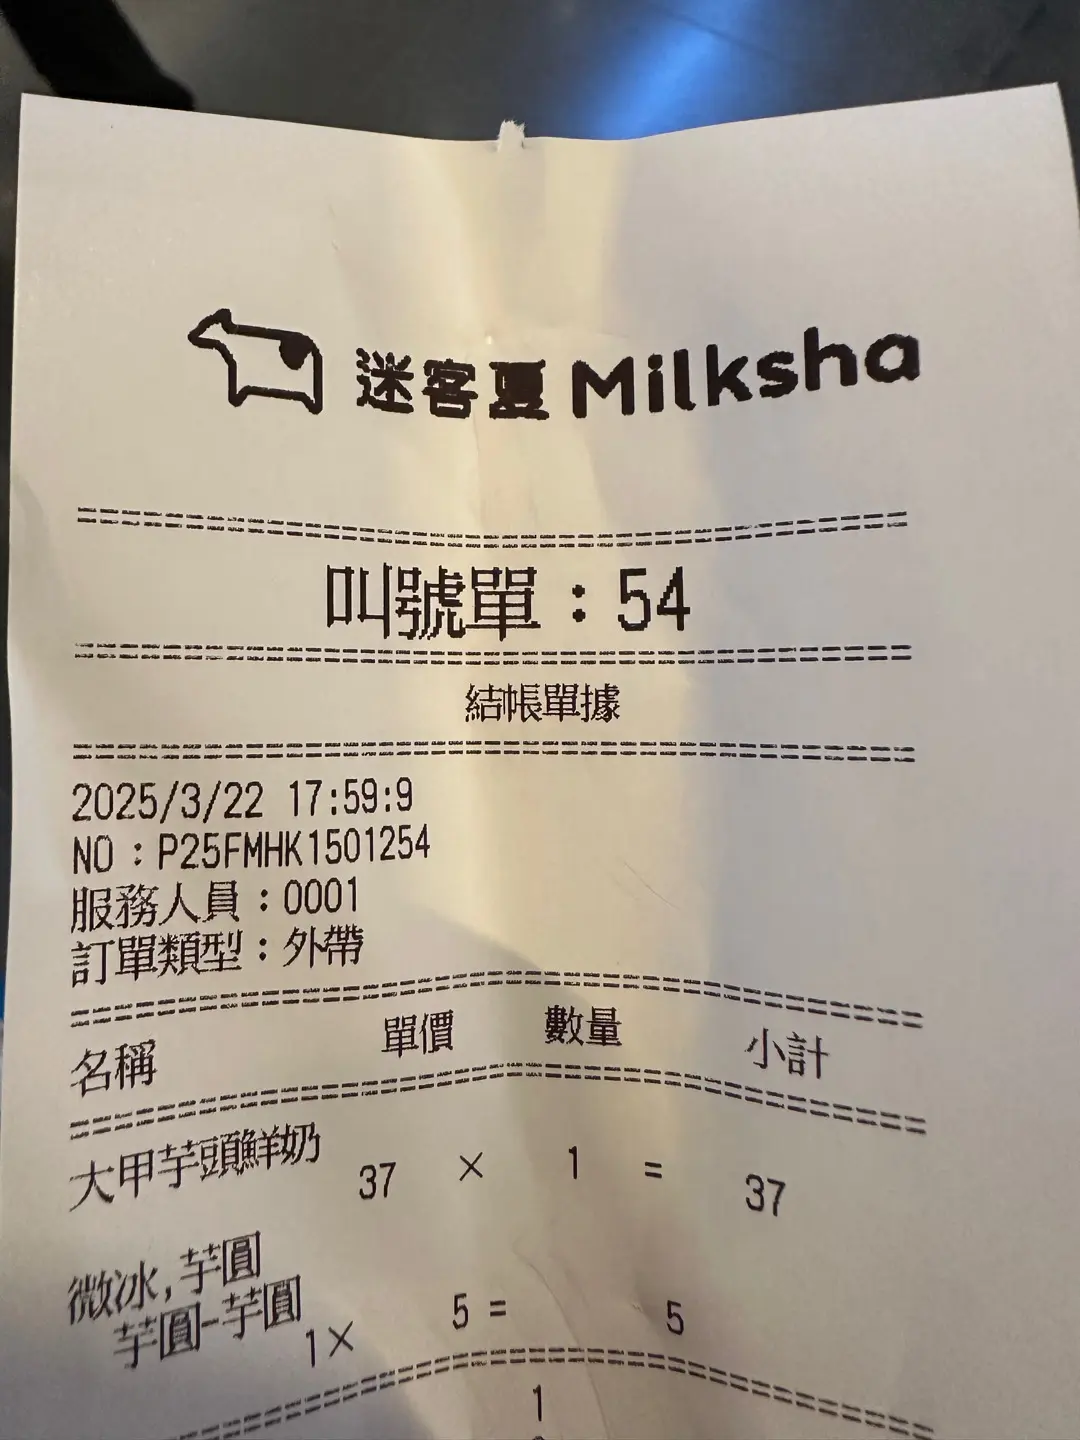 迷客夏 Milksha
叫號單：54
結帳單據
2025/3/22 17:59:9
NO：P25FMHK1501254
服務人員：0001
訂單類型：外帶
名稱 單價 數量 小計
大甲芋頭鮮奶 37 × 1 = 37
微冰,芋圓
芋圓-芋圓
1× 5 = 5
1